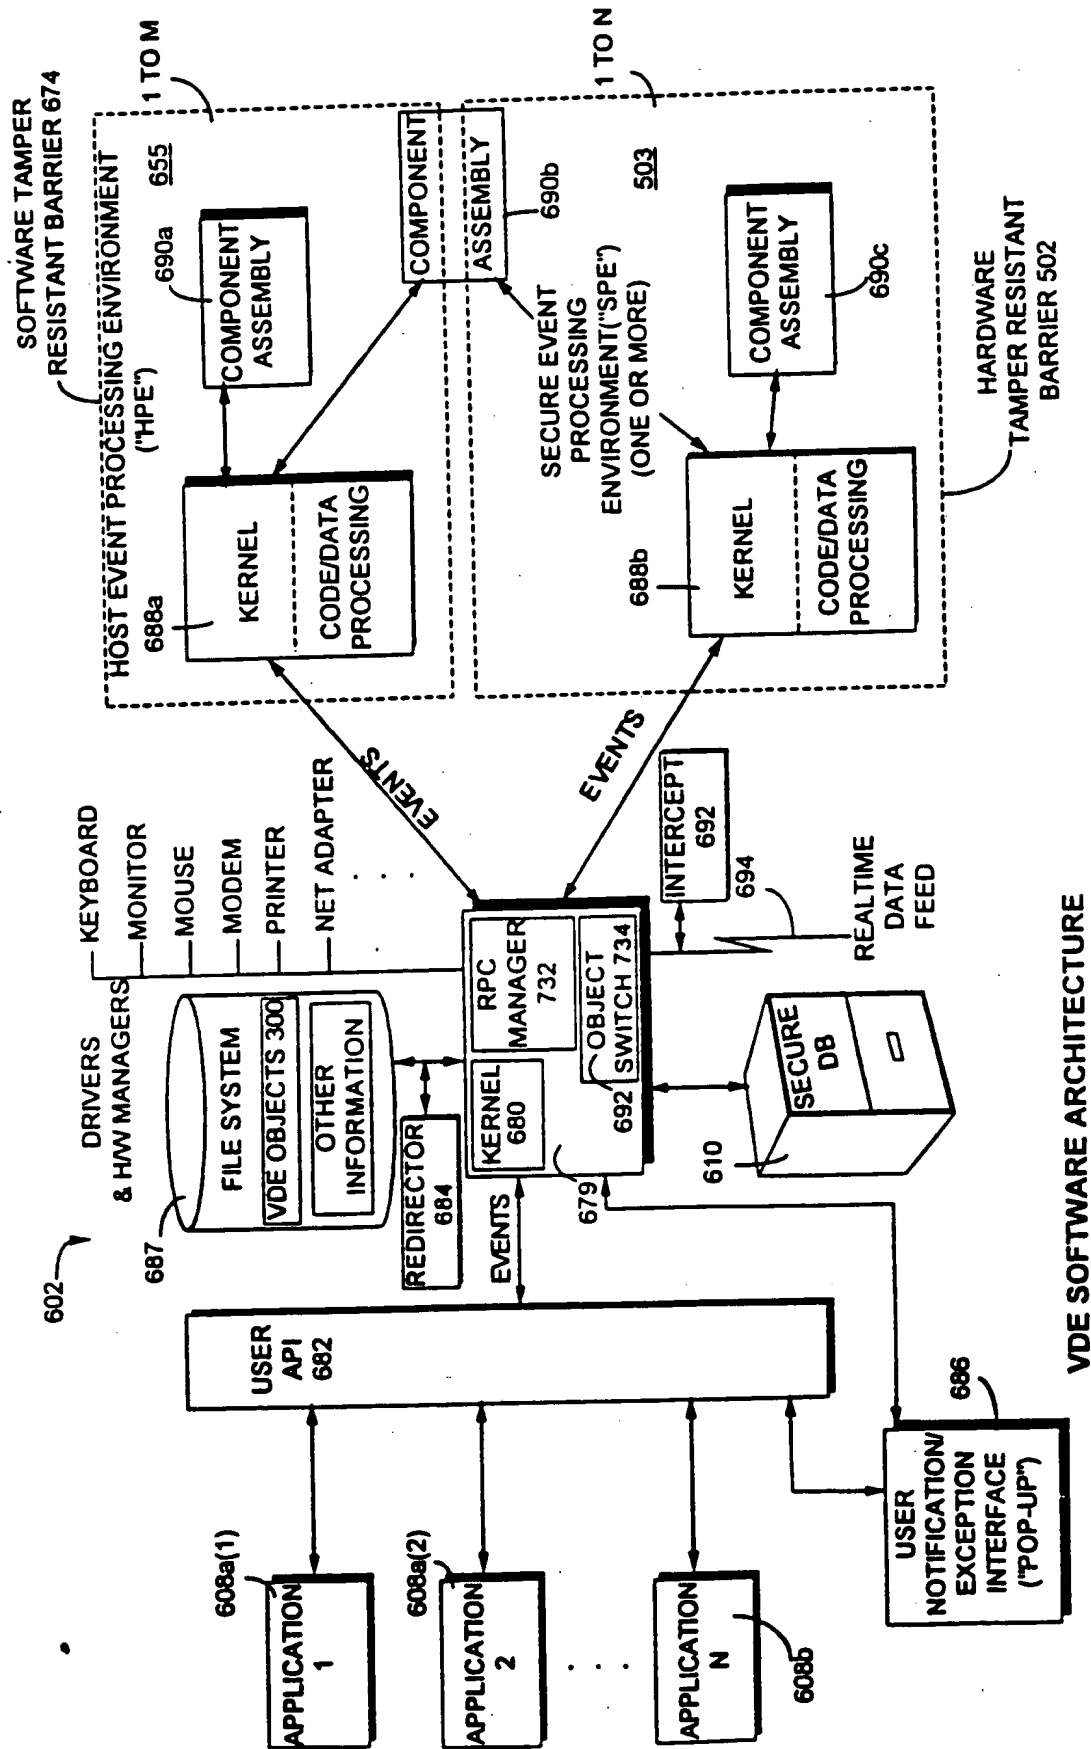 602
DRIVERS
& H/W MANAGERS
KEYBOARD
MONITOR
MOUSE
MODEM
PRINTER
NET ADAPTER
. . .
SOFTWARE TAMPER
RESISTANT BARRIER 674
HOST EVENT PROCESSING ENVIRONMENT
("HPE")
655
1 TO M
690a
COMPONENT
ASSEMBLY
688a
KERNEL
CODE/DATA
PROCESSING
COMPONENT
ASSEMBLY
690b
1 TO N
503
SECURE EVENT
PROCESSING
ENVIRONMENT("SPE")
(ONE OR MORE)
688b
KERNEL
CODE/DATA
PROCESSING
COMPONENT
ASSEMBLY
690c
HARDWARE
TAMPER RESISTANT
BARRIER 502
EVENTS
EVENTS
687
FILE SYSTEM
VDE OBJECTS 300
OTHER
INFORMATION
REDIRECTOR
684
EVENTS
KERNEL
680
RPC
MANAGER
732
692
OBJECT
SWITCH 734
679
INTERCEPT
692
694
REALTIME
DATA
FEED
SECURE
DB
610
USER
API
682
608a(1)
APPLICATION
1
608a(2)
APPLICATION
2
. . . .
APPLICATION
N
608b
686
USER
NOTIFICATION/
EXCEPTION
INTERFACE
("POP-UP")
VDE SOFTWARE ARCHITECTURE